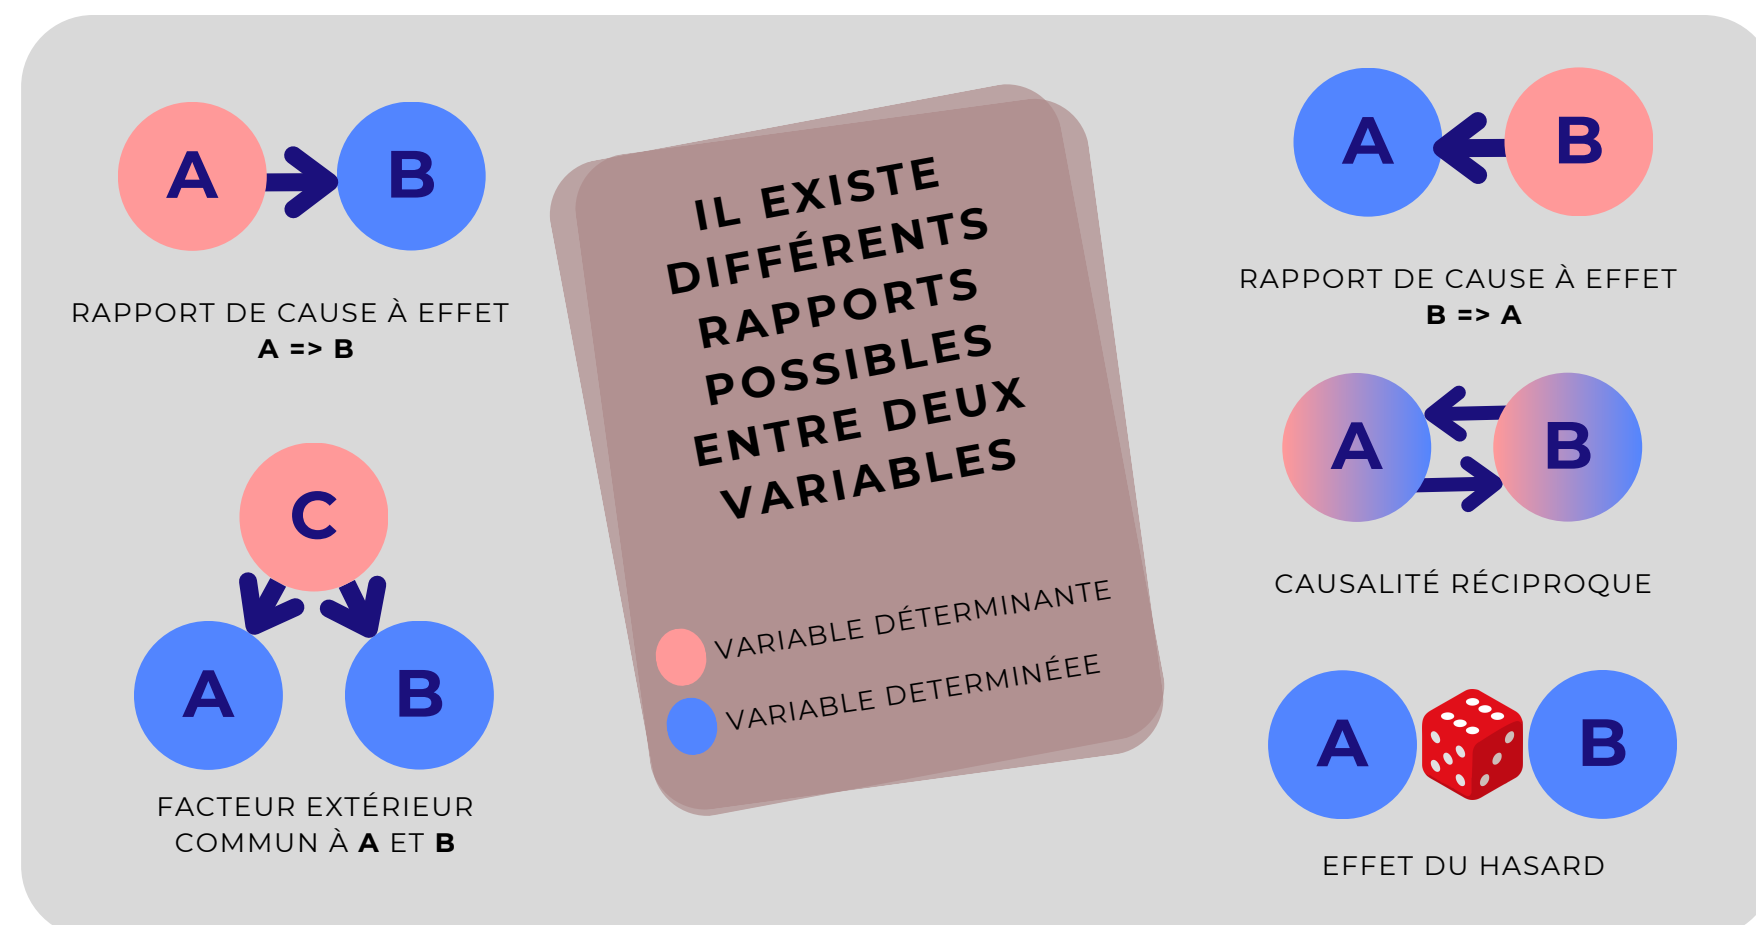 A
B
RAPPORT DE CAUSE À EFFET
A => B
C
A
B
FACTEUR EXTÉRIEUR
COMMUN À A ET B
IL EXISTE
DIFFÉRENTS
RAPPORTS
POSSIBLES
ENTRE DEUX
VARIABLES
VARIABLE DÉTERMINANTE
VARIABLE DETERMINÉEE
A
B
RAPPORT DE CAUSE À EFFET
B => A
A
B
CAUSALITÉ RÉCIPROQUE
A
B
EFFET DU HASARD